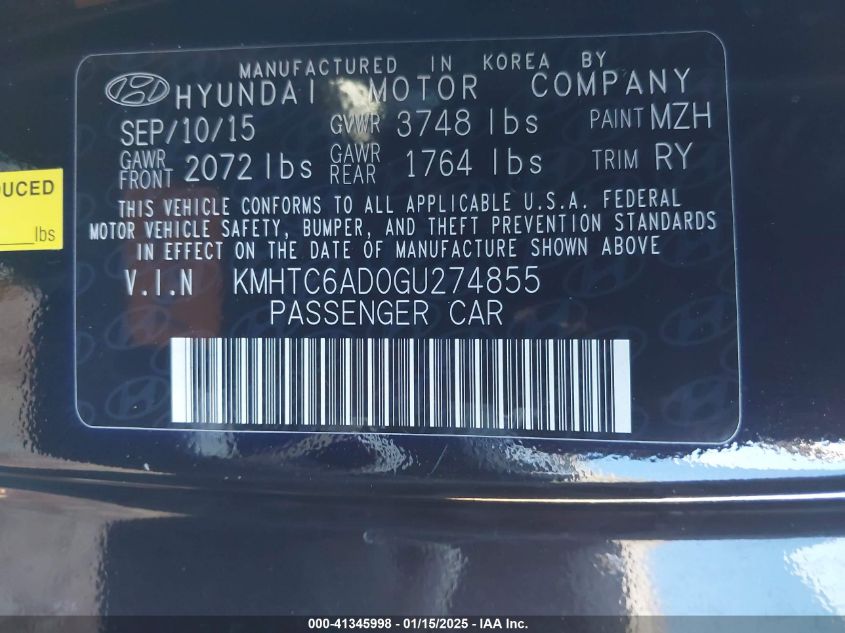 MANUFACTURED IN KOREA BY
HYUNDAI MOTOR COMPANY
SEP/10/15 GVWR 3748 lbs PAINT MZH
GAWR FRONT 2072 lbs GAWR REAR 1764 lbs TRIM RY
THIS VEHICLE CONFORMS TO ALL APPLICABLE U.S.A. FEDERAL
MOTOR VEHICLE SAFETY, BUMPER, AND THEFT PREVENTION STANDARDS
IN EFFECT ON THE DATE OF MANUFACTURE SHOWN ABOVE
V.I.N KMHTC6AD0GU274855
PASSENGER CAR
UCED
lbs
000-41345998 - 01/15/2025 - IAA Inc.